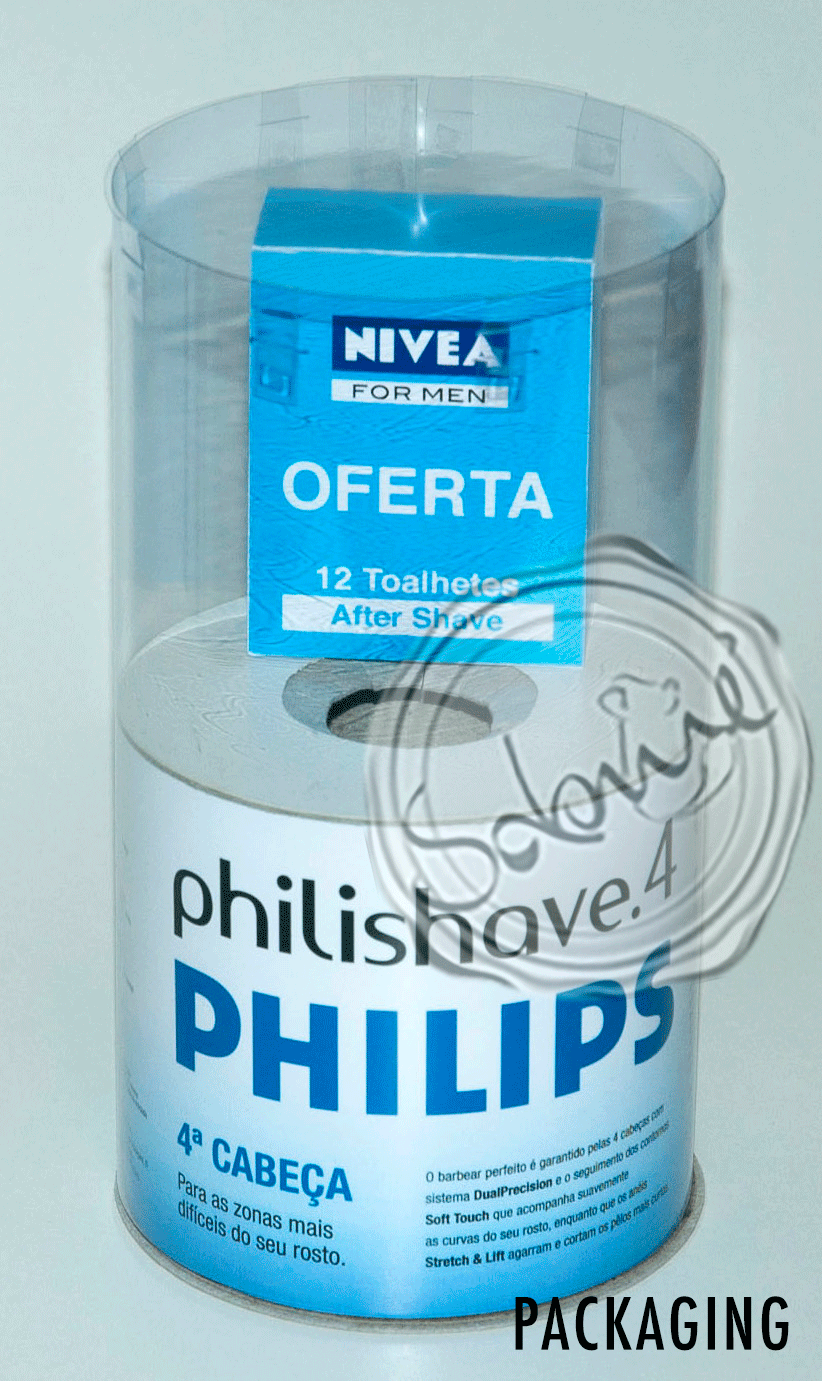 NIVEA
FOR MEN
OFERTA
12 Toalhetes
After Shave
Sabriné
philishave.4
PHILIPS
4ª CABEÇA
Para as zonas mais
difíceis do seu rosto.
O barbear perfeito é garantido pelas 4 cabeças com
sistema DualPrecision e o seguimento dos contornos
Soft Touch que acompanha suavemente
as curvas do seu rosto, enquanto que os anéis
Stretch & Lift agarram e cortam os pêlos mais curtos
PACKAGING